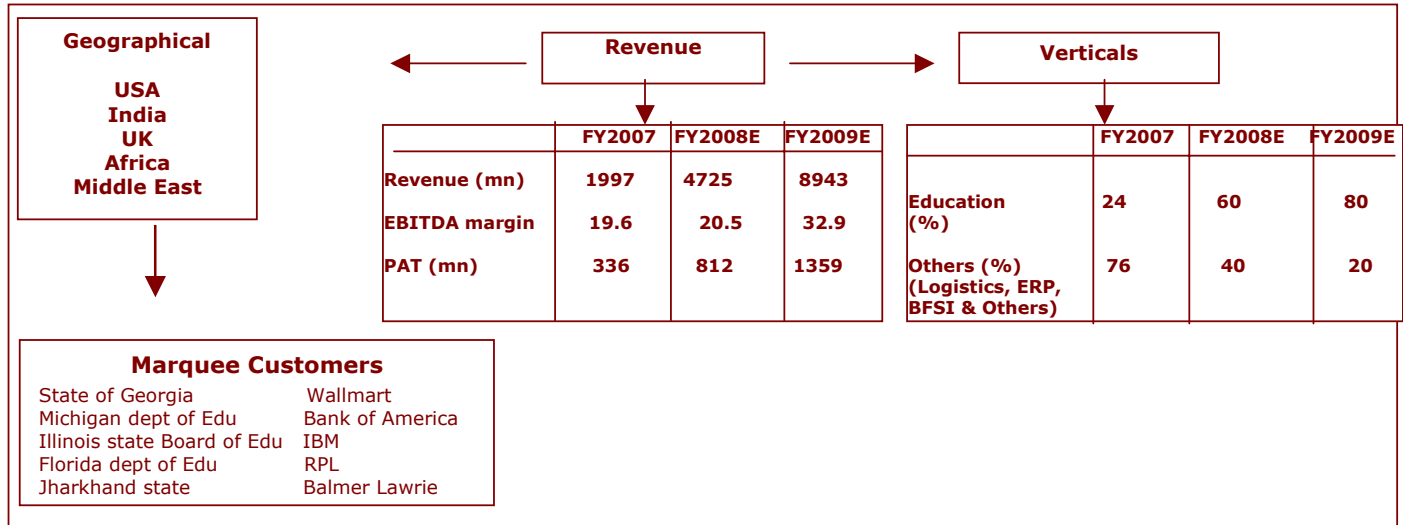 Geographical
USA
India
UK
Africa
Middle East
Revenue
Verticals
FY2007 FY2008E FY2009E
Revenue (mn) 1997 4725 8943
EBITDA margin 19.6 20.5 32.9
PAT (mn) 336 812 1359
FY2007 FY2008E FY2009E
Education 24 60 80
(%)
Others (%) 76 40 20
(Logistics, ERP,
BFSI & Others)
Marquee Customers
State of Georgia Wallmart
Michigan dept of Edu Bank of America
Illinois state Board of Edu IBM
Florida dept of Edu RPL
Jharkhand state Balmer Lawrie